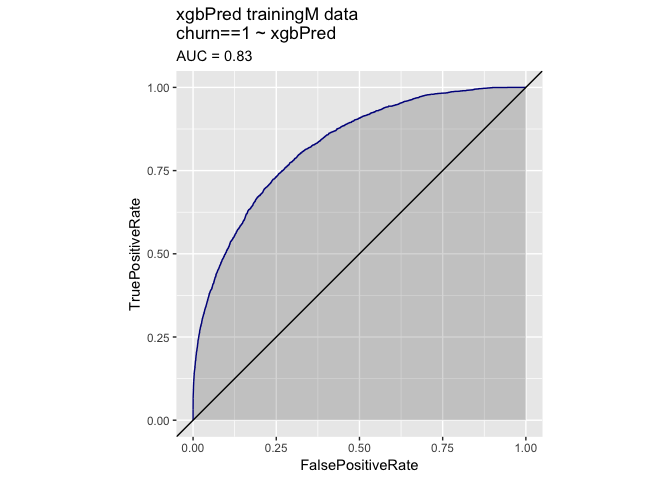 xgbPred trainingM data
churn==1 ~ xgbPred
AUC = 0.83
1.00
0.75
0.50
0.25
0.00
TruePositiveRate
0.00 0.25 0.50 0.75 1.00
FalsePositiveRate